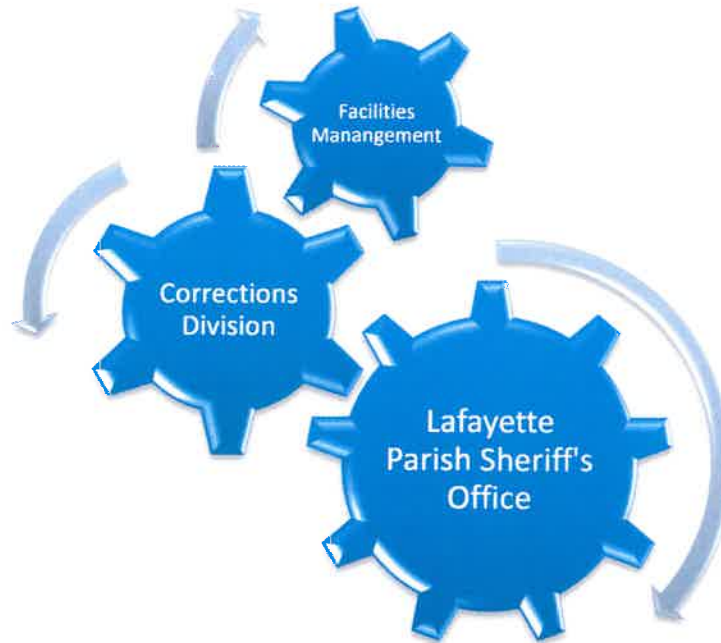 Facilities
Manangement
Corrections
Division
Lafayette
Parish Sheriff's
Office